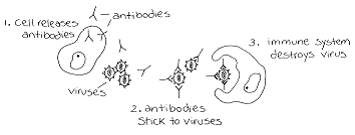 antibodies
1. Cell releases
antibodies
viruses
2. antibodies
Stick to viruses
3. immune system
destroys virus